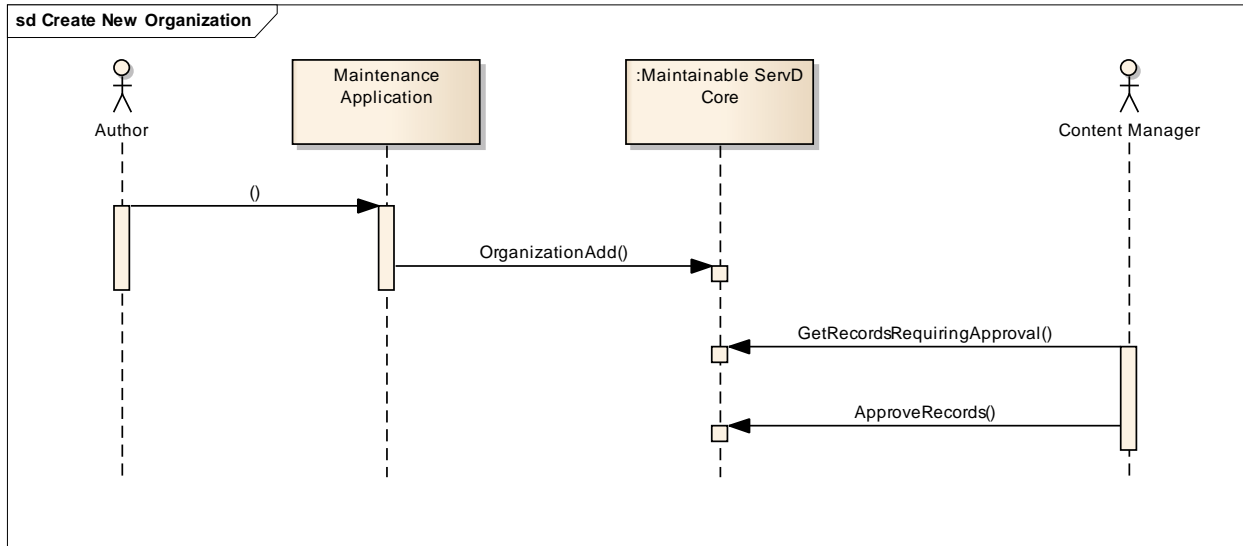 sd Create New Organization
Author
Maintenance
Application
:Maintainable ServD
Core
Content Manager
()
OrganizationAdd()
GetRecordsRequiringApproval()
ApproveRecords()